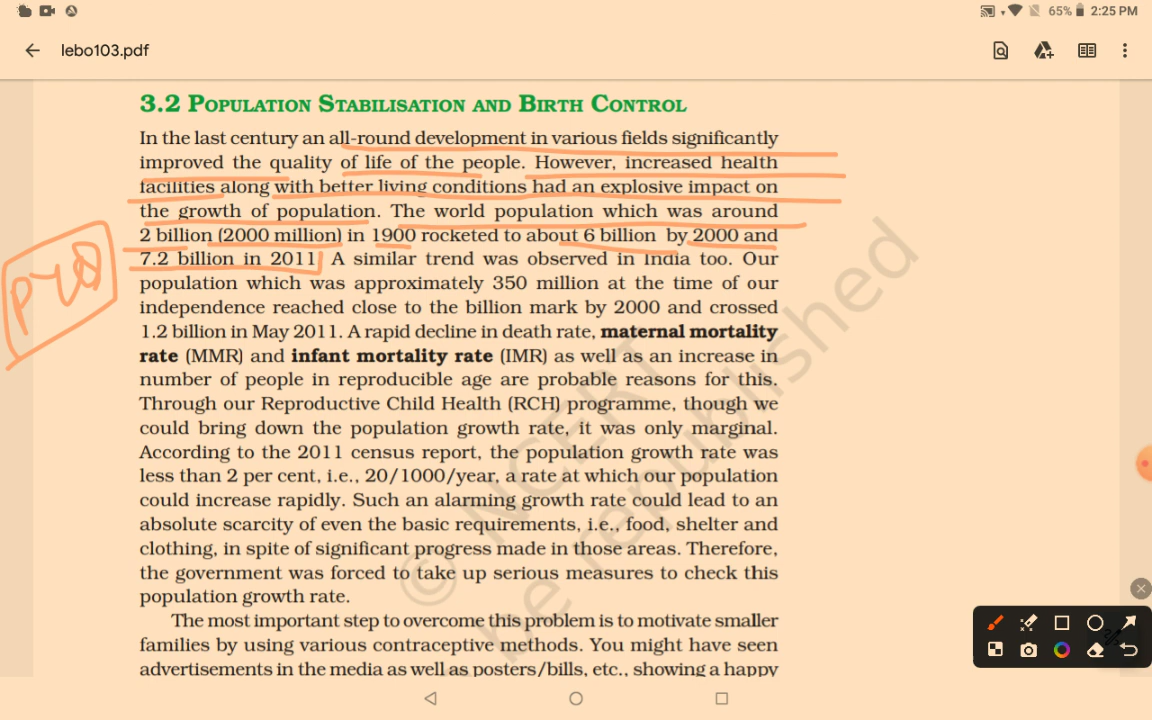 65% 2:25 PM
lebo103.pdf
3.2 POPULATION STABILISATION AND BIRTH CONTROL
In the last century an all-round development in various fields significantly
improved the quality of life of the people. However, increased health
facilities along with better living conditions had an explosive impact on
the growth of population. The world population which was around
2 billion (2000 million) in 1900 rocketed to about 6 billion by 2000 and
7.2 billion in 2011. A similar trend was observed in India too. Our
population which was approximately 350 million at the time of our
independence reached close to the billion mark by 2000 and crossed
1.2 billion in May 2011. A rapid decline in death rate, maternal mortality
rate (MMR) and infant mortality rate (IMR) as well as an increase in
number of people in reproducible age are probable reasons for this.
Through our Reproductive Child Health (RCH) programme, though we
could bring down the population growth rate, it was only marginal.
According to the 2011 census report, the population growth rate was
less than 2 per cent, i.e., 20/1000/year, a rate at which our population
could increase rapidly. Such an alarming growth rate could lead to an
absolute scarcity of even the basic requirements, i.e., food, shelter and
clothing, in spite of significant progress made in those areas. Therefore,
the government was forced to take up serious measures to check this
population growth rate.
The most important step to overcome this problem is to motivate smaller
families by using various contraceptive methods. You might have seen
advertisements in the media as well as posters/bills, etc., showing a happy
© NCERT
be republished